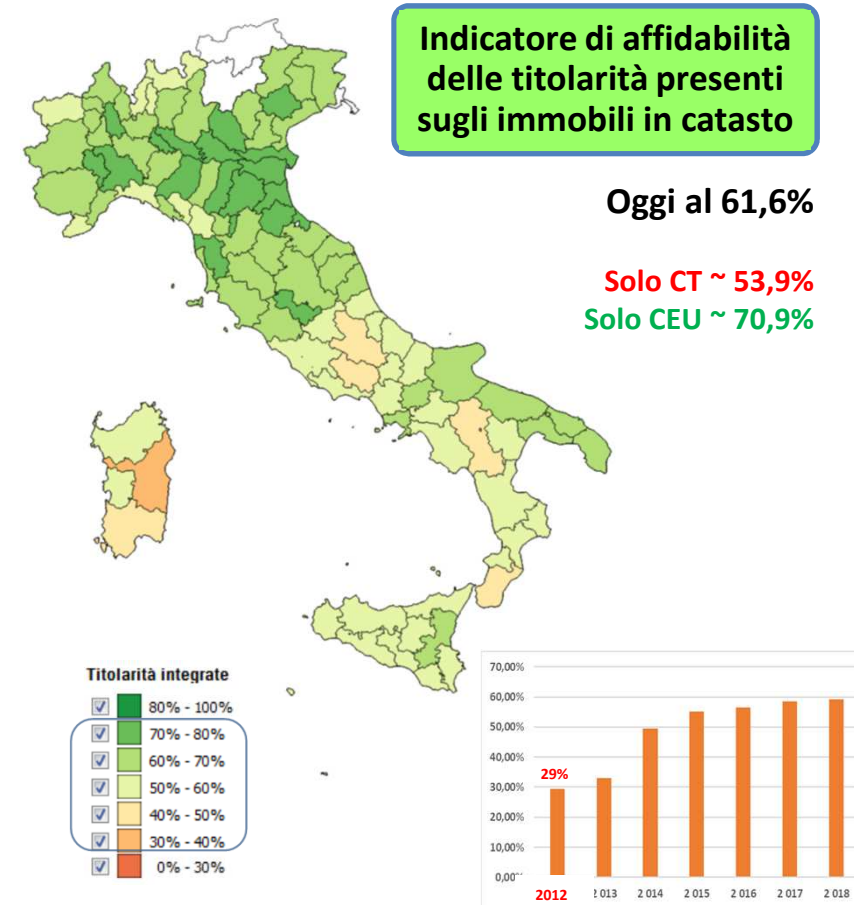 Indicatore di affidabilità
delle titolarità presenti
sugli immobili in catasto
Oggi al 61,6%
Solo CT ~ 53,9%
Solo CEU ~ 70,9%
Titolarità integrate
80% - 100%
70% - 80%
60% - 70%
50% - 60%
40% - 50%
30% - 40%
0% - 30%
70,00%
60,00%
50,00%
40,00%
30,00%
20,00%
10,00%
0,00
29%
2012 2 013 2 014 2 015 2 016 2 017 2 018